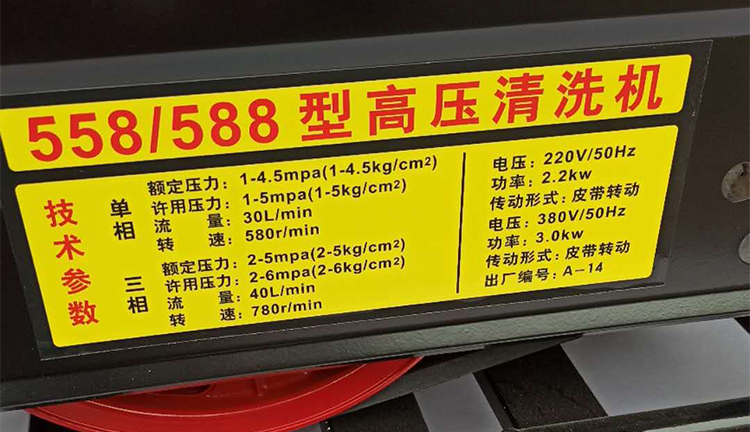 558/588型高压清洗机
技术参数
单相
额定压力：1-4.5mpa(1-4.5kg/cm²)
许用压力：1-5mpa(1-5kg/cm²)
流 量：30L/min
转 速：580r/min
三相
额定压力：2-5mpa(2-5kg/cm²)
许用压力：2-6mpa(2-6kg/cm²)
流 量：40L/min
转 速：780r/min
电压：220V/50Hz
功率：2.2kw
传动形式：皮带转动
电压：380V/50Hz
功率：3.0kw
传动形式：皮带转动
出厂编号：A-14